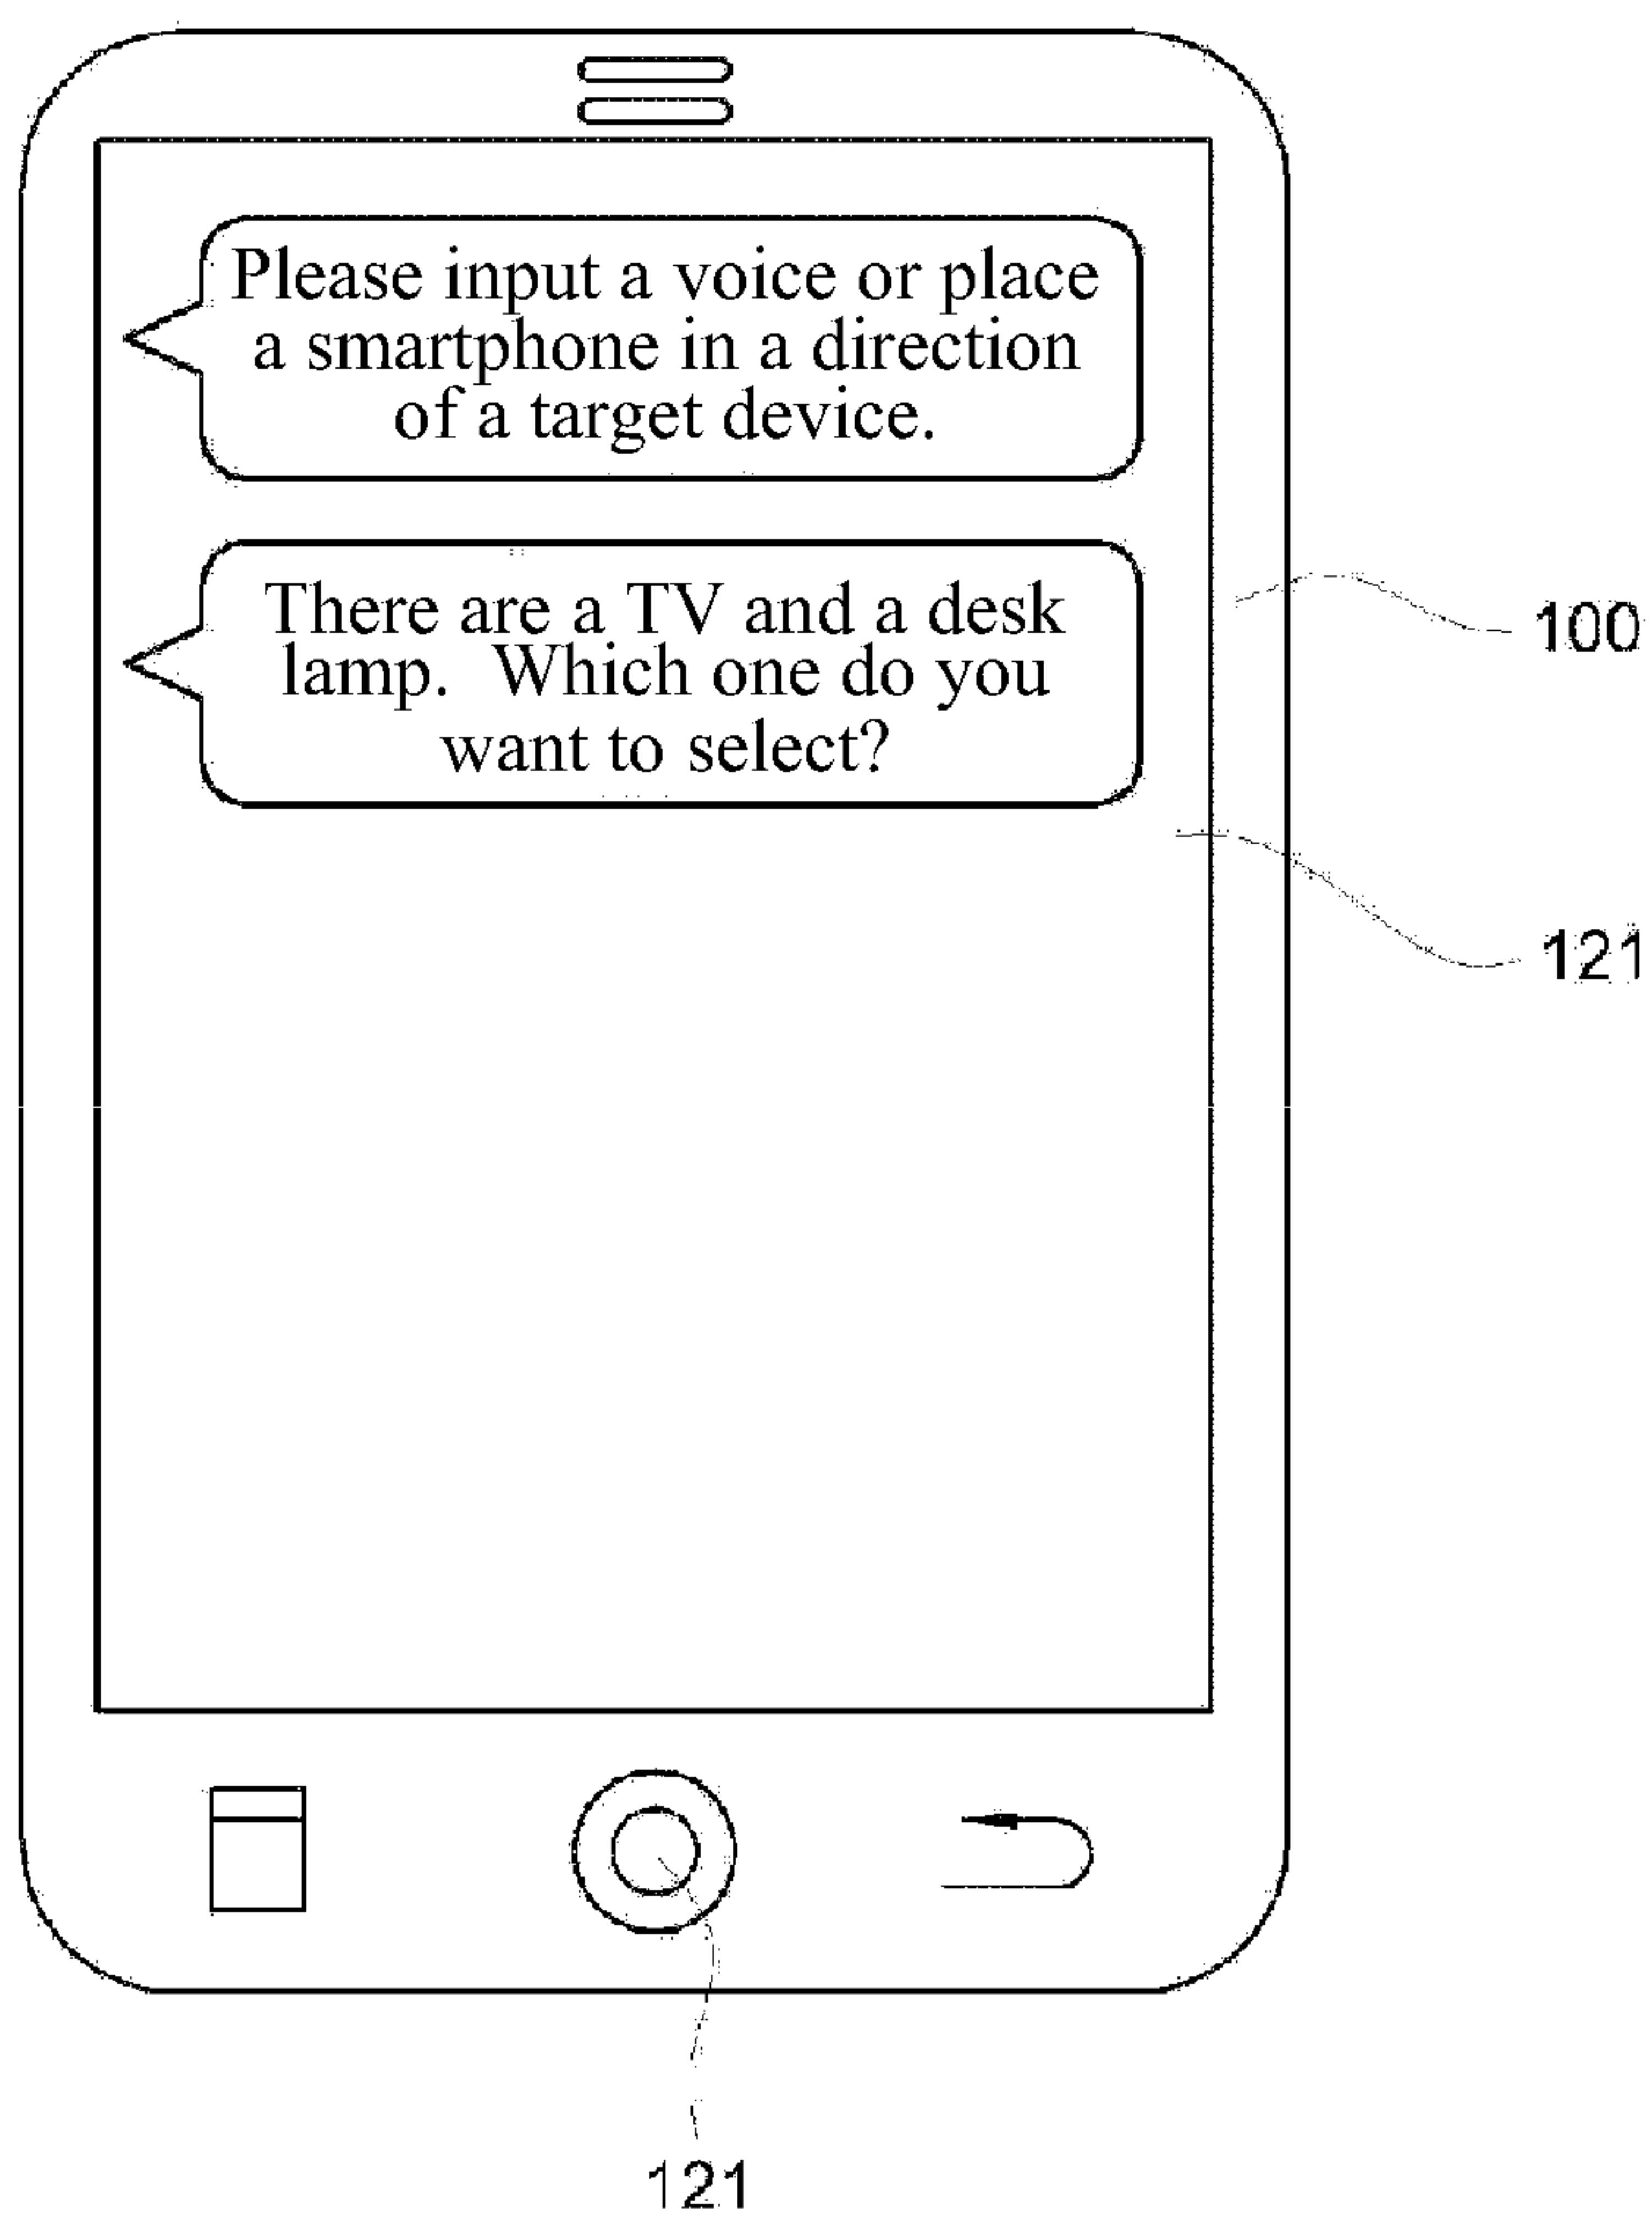 Please input a voice or place
a smartphone in a direction
of a target device.
There are a TV and a desk
lamp. Which one do you
want to select?
100
121
121